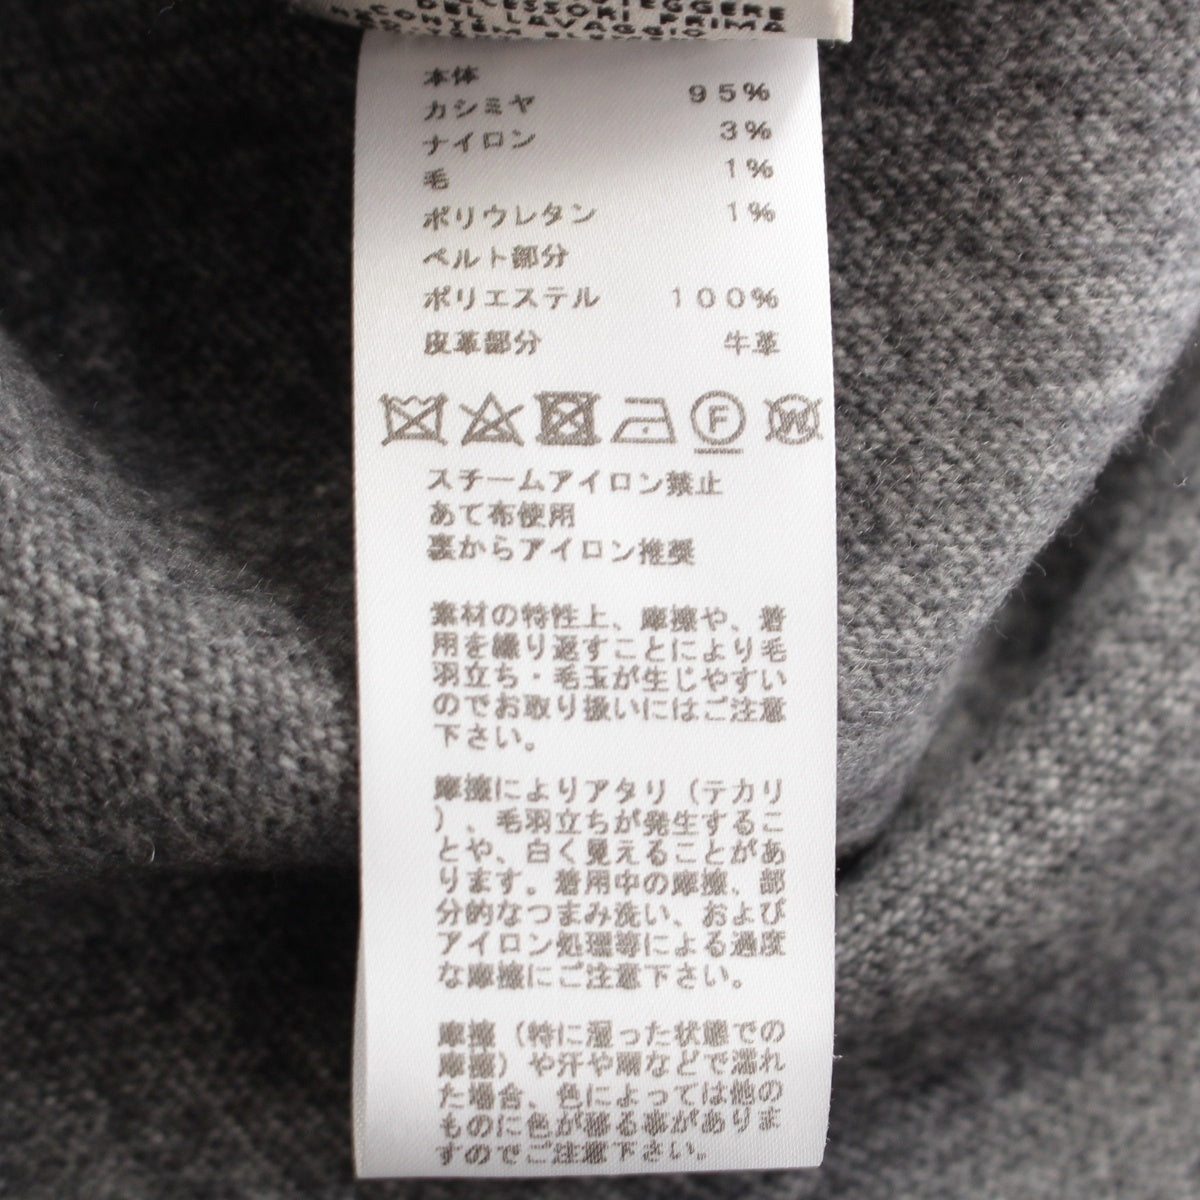 DEL
ACCESSORI. LEGGERE
LAVAGGIO. PRIMA
本体
カシミヤ 95%
ナイロン 3%
毛 1%
ポリウレタン 1%
ベルト部分
ポリエステル 100%
皮革部分 牛革
F W
スチームアイロン禁止
あて布使用
裏からアイロン推奨
素材の特性上、摩擦や、着
用を繰り返すことにより毛
羽立ち・毛玉が生じやすい
のでお取り扱いにはご注意
下さい。
摩擦によりアタリ(テカリ
)、毛羽立ちが発生するこ
とや、白く見えることがあ
ります。着用中の摩擦、部
分的なつまみ洗い、および
アイロン処理等による過度
な摩擦にご注意下さい。
摩擦(特に湿った状態での
摩擦)や汗や雨などで濡れ
た場合、色によっては他の
ものに色が移る事がありま
すのでご注意下さい。